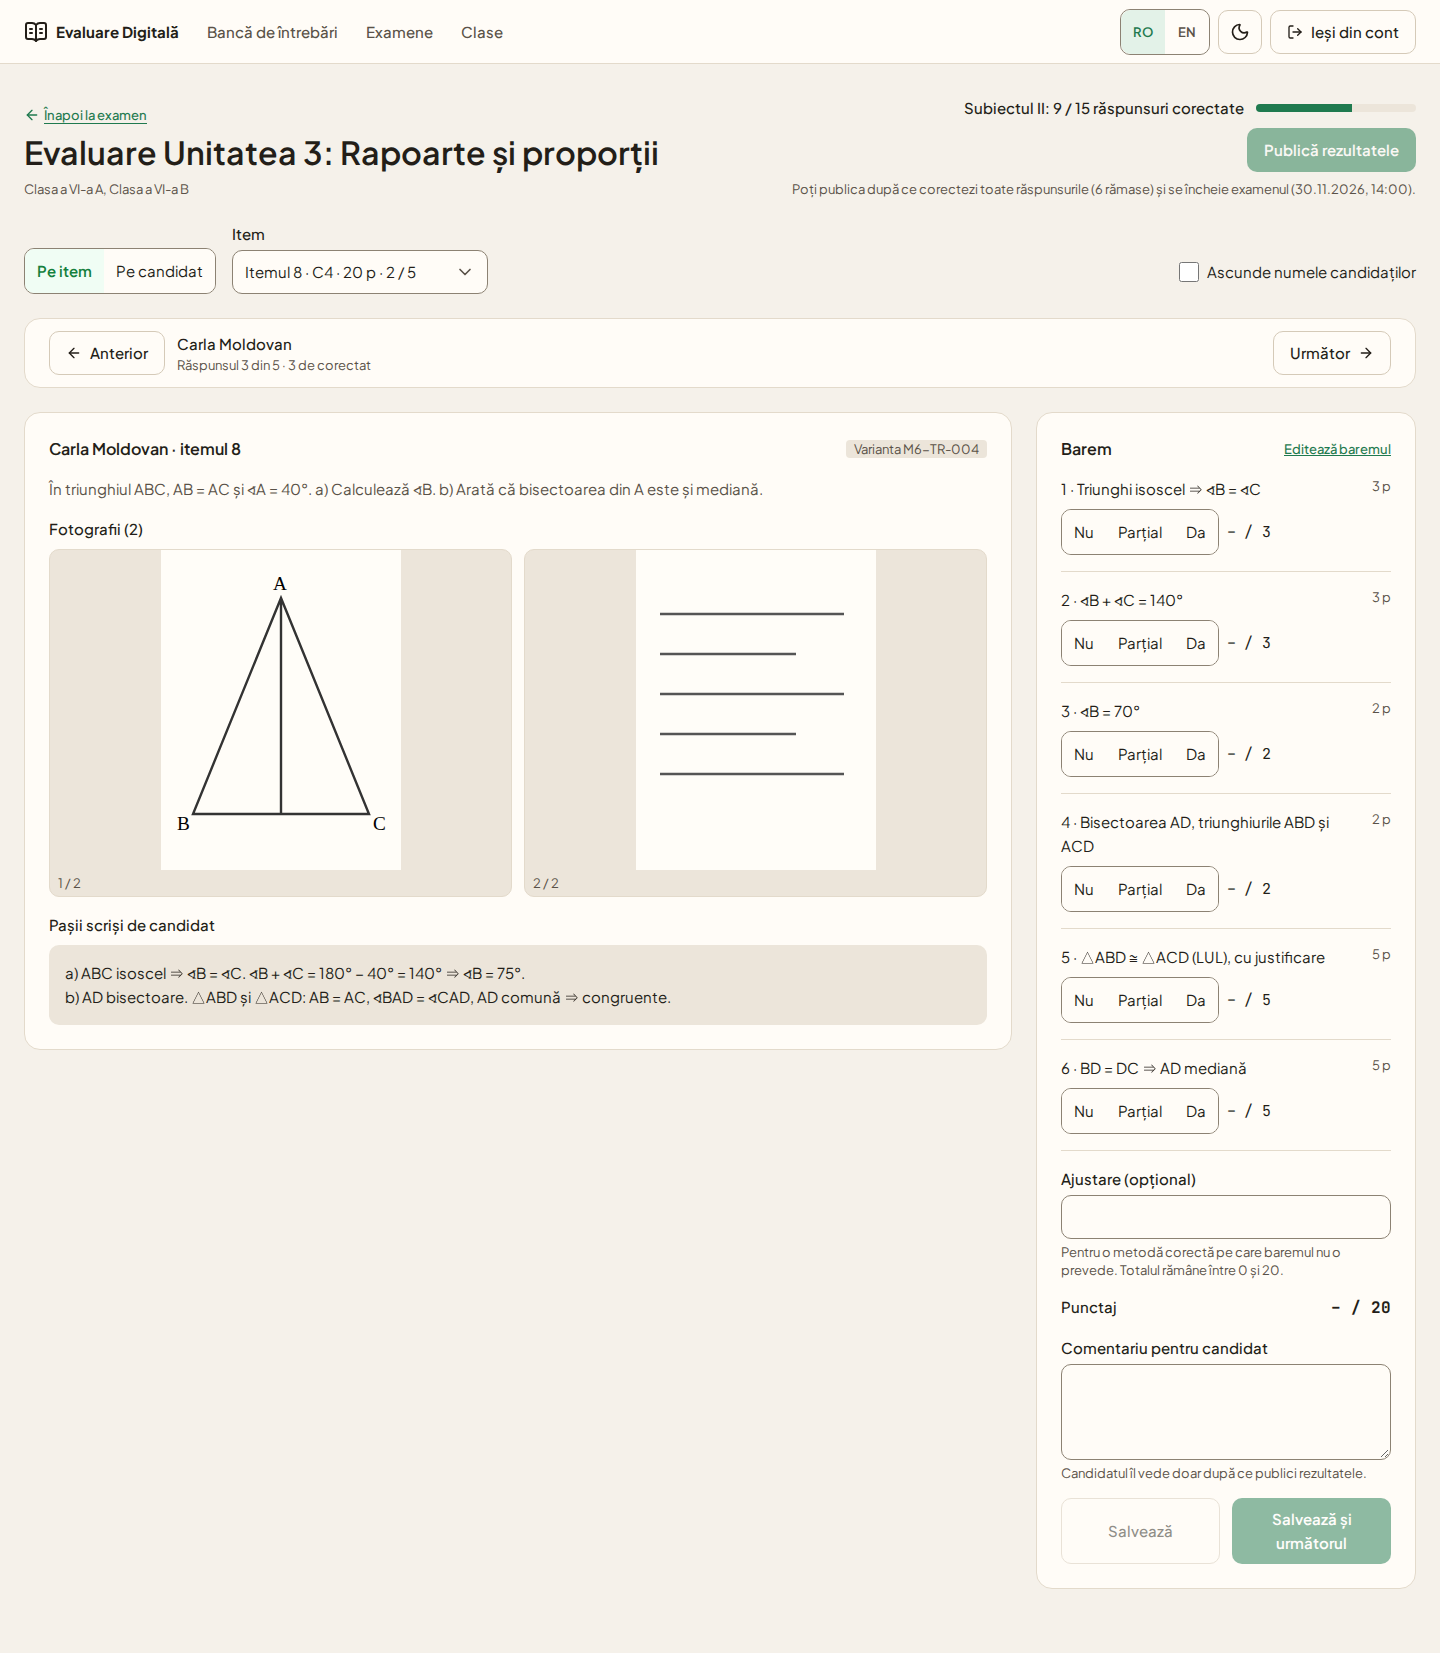 Evaluare Digitală
Bancă de întrebări
Examene
Clase
RO
EN
Ieși din cont
Înapoi la examen
Subiectul II: 9 / 15 răspunsuri corectate
Evaluare Unitatea 3: Rapoarte și proporții
Publică rezultatele
Clasa a VI-a A, Clasa a VI-a B
Poți publica după ce corectezi toate răspunsurile (6 rămase) și se încheie examenul (30.11.2026, 14:00).
Item
Pe item
Pe candidat
Itemul 8 · C4 · 20 p · 2 / 5
Ascunde numele candidaților
Anterior
Carla Moldovan
Răspunsul 3 din 5 · 3 de corectat
Următor
Carla Moldovan · itemul 8
Varianta M6-TR-004
În triunghiul ABC, AB = AC și ∢A = 40°. a) Calculează ∢B. b) Arată că bisectoarea din A este și mediană.
Fotografii (2)
A
B
C
1 / 2
2 / 2
Pașii scriși de candidat
a) ABC isoscel ⇒ ∢B = ∢C. ∢B + ∢C = 180° − 40° = 140° ⇒ ∢B = 75°.
b) AD bisectoare. △ABD și △ACD: AB = AC, ∢BAD = ∢CAD, AD comună ⇒ congruente.
Barem
Editează baremul
1 · Triunghi isoscel ⇒ ∢B = ∢C
3 p
Nu
Parțial
Da
– / 3
2 · ∢B + ∢C = 140°
3 p
Nu
Parțial
Da
– / 3
3 · ∢B = 70°
2 p
Nu
Parțial
Da
– / 2
4 · Bisectoarea AD, triunghiurile ABD și
ACD
2 p
Nu
Parțial
Da
– / 2
5 · △ABD ≅ △ACD (LUL), cu justificare
5 p
Nu
Parțial
Da
– / 5
6 · BD = DC ⇒ AD mediană
5 p
Nu
Parțial
Da
– / 5
Ajustare (opțional)
Pentru o metodă corectă pe care baremul nu o
prevede. Totalul rămâne între 0 și 20.
Punctaj
– / 20
Comentariu pentru candidat
Candidatul îl vede doar după ce publici rezultatele.
Salvează
Salvează și
următorul